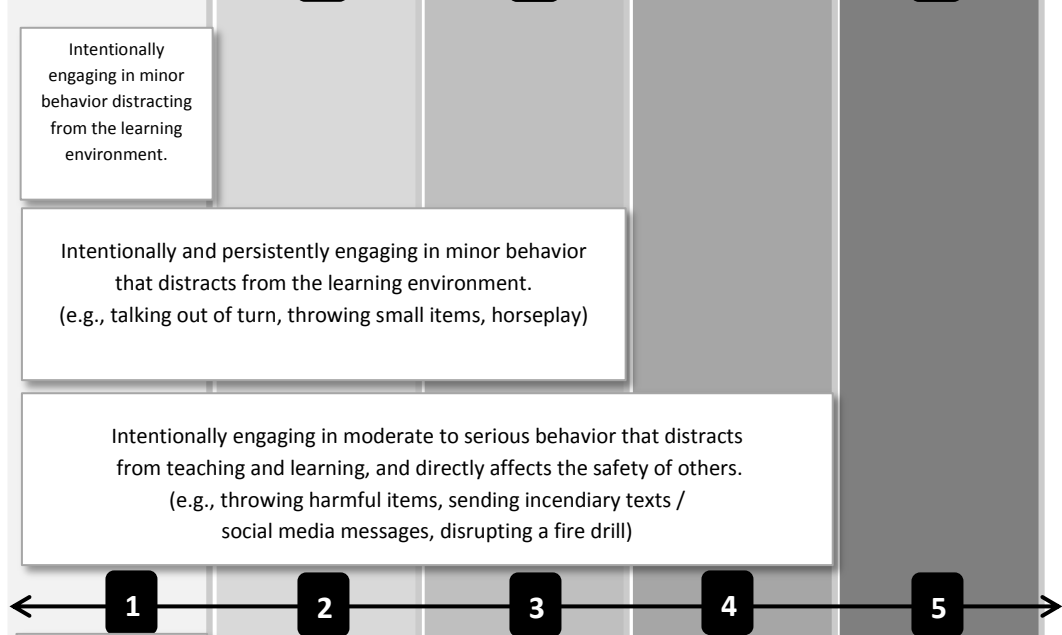 Intentionally
engaging in minor
behavior distracting
from the learning
environment.
Intentionally and persistently engaging in minor behavior
that distracts from the learning environment.
(e.g., talking out of turn, throwing small items, horseplay)
Intentionally engaging in moderate to serious behavior that distracts
from teaching and learning, and directly affects the safety of others.
(e.g., throwing harmful items, sending incendiary texts /
social media messages, disrupting a fire drill)
1 2 3 4 5